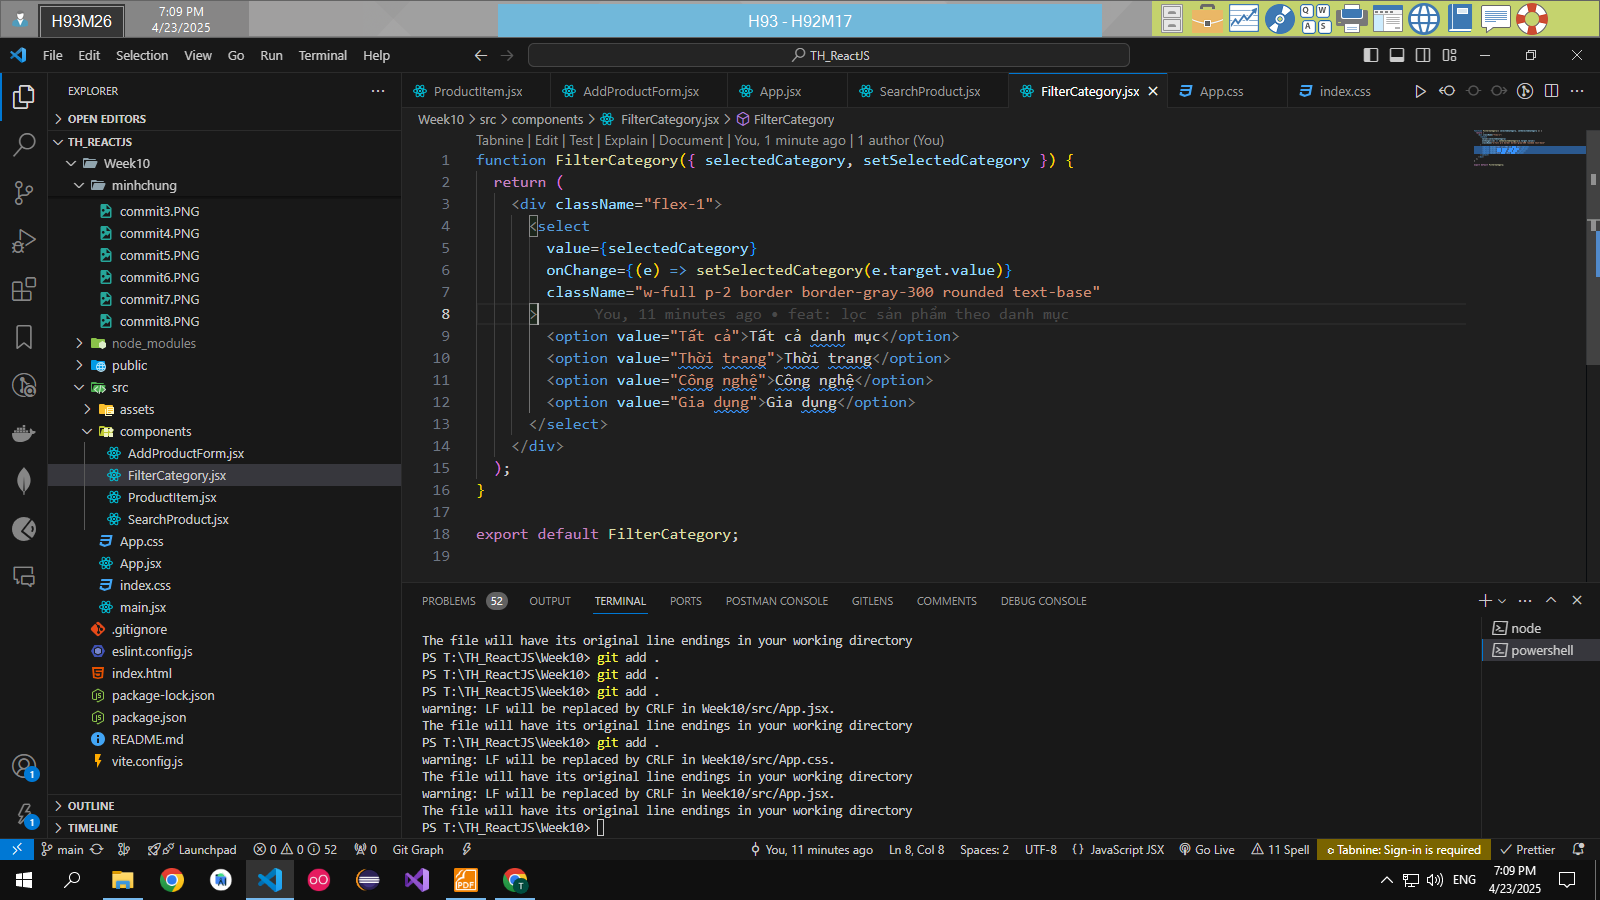 H93M26
7:09 PM
4/23/2025
H93 - H92M17
Q W
A S
File Edit Selection View Go Run Terminal Help
TH_ReactJS
EXPLORER
OPEN EDITORS
TH_REACTJS
Week10
minhchung
commit3.PNG
commit4.PNG
commit5.PNG
commit6.PNG
commit7.PNG
commit8.PNG
node_modules
public
src
assets
components
AddProductForm.jsx
FilterCategory.jsx
ProductItem.jsx
SearchProduct.jsx
App.css
App.jsx
index.css
main.jsx
.gitignore
eslint.config.js
index.html
package-lock.json
package.json
README.md
vite.config.js
OUTLINE
TIMELINE
ProductItem.jsx AddProductForm.jsx App.jsx SearchProduct.jsx FilterCategory.jsx App.css index.css
Week10 > src > components > FilterCategory.jsx > FilterCategory
Tabnine | Edit | Test | Explain | Document | You, 1 minute ago | 1 author (You)
1 function FilterCategory({ selectedCategory, setSelectedCategory }) {
2 return (
3 <div className="flex-1">
4 <select
5 value={selectedCategory}
6 onChange={(e) => setSelectedCategory(e.target.value)}
7 className="w-full p-2 border border-gray-300 rounded text-base"
8 > You, 11 minutes ago • feat: lọc sản phẩm theo danh mục
9 <option value="Tất cả">Tất cả danh mục</option>
10 <option value="Thời trang">Thời trang</option>
11 <option value="Công nghệ">Công nghệ</option>
12 <option value="Gia dụng">Gia dụng</option>
13 </select>
14 </div>
15 );
16 }
17
18 export default FilterCategory;
19
PROBLEMS 52 OUTPUT TERMINAL PORTS POSTMAN CONSOLE GITLENS COMMENTS DEBUG CONSOLE
The file will have its original line endings in your working directory
PS T:\TH_ReactJS\Week10> git add .
PS T:\TH_ReactJS\Week10> git add .
PS T:\TH_ReactJS\Week10> git add .
warning: LF will be replaced by CRLF in Week10/src/App.jsx.
The file will have its original line endings in your working directory
PS T:\TH_ReactJS\Week10> git add .
warning: LF will be replaced by CRLF in Week10/src/App.css.
The file will have its original line endings in your working directory
warning: LF will be replaced by CRLF in Week10/src/App.jsx.
The file will have its original line endings in your working directory
PS T:\TH_ReactJS\Week10>
node
powershell
1
1
main Launchpad 0 0 52 0 Git Graph You, 11 minutes ago Ln 8, Col 8 Spaces: 2 UTF-8 {} JavaScript JSX Go Live 11 Spell Tabnine: Sign-in is required Prettier
PDF
T
ENG
7:09 PM
4/23/2025